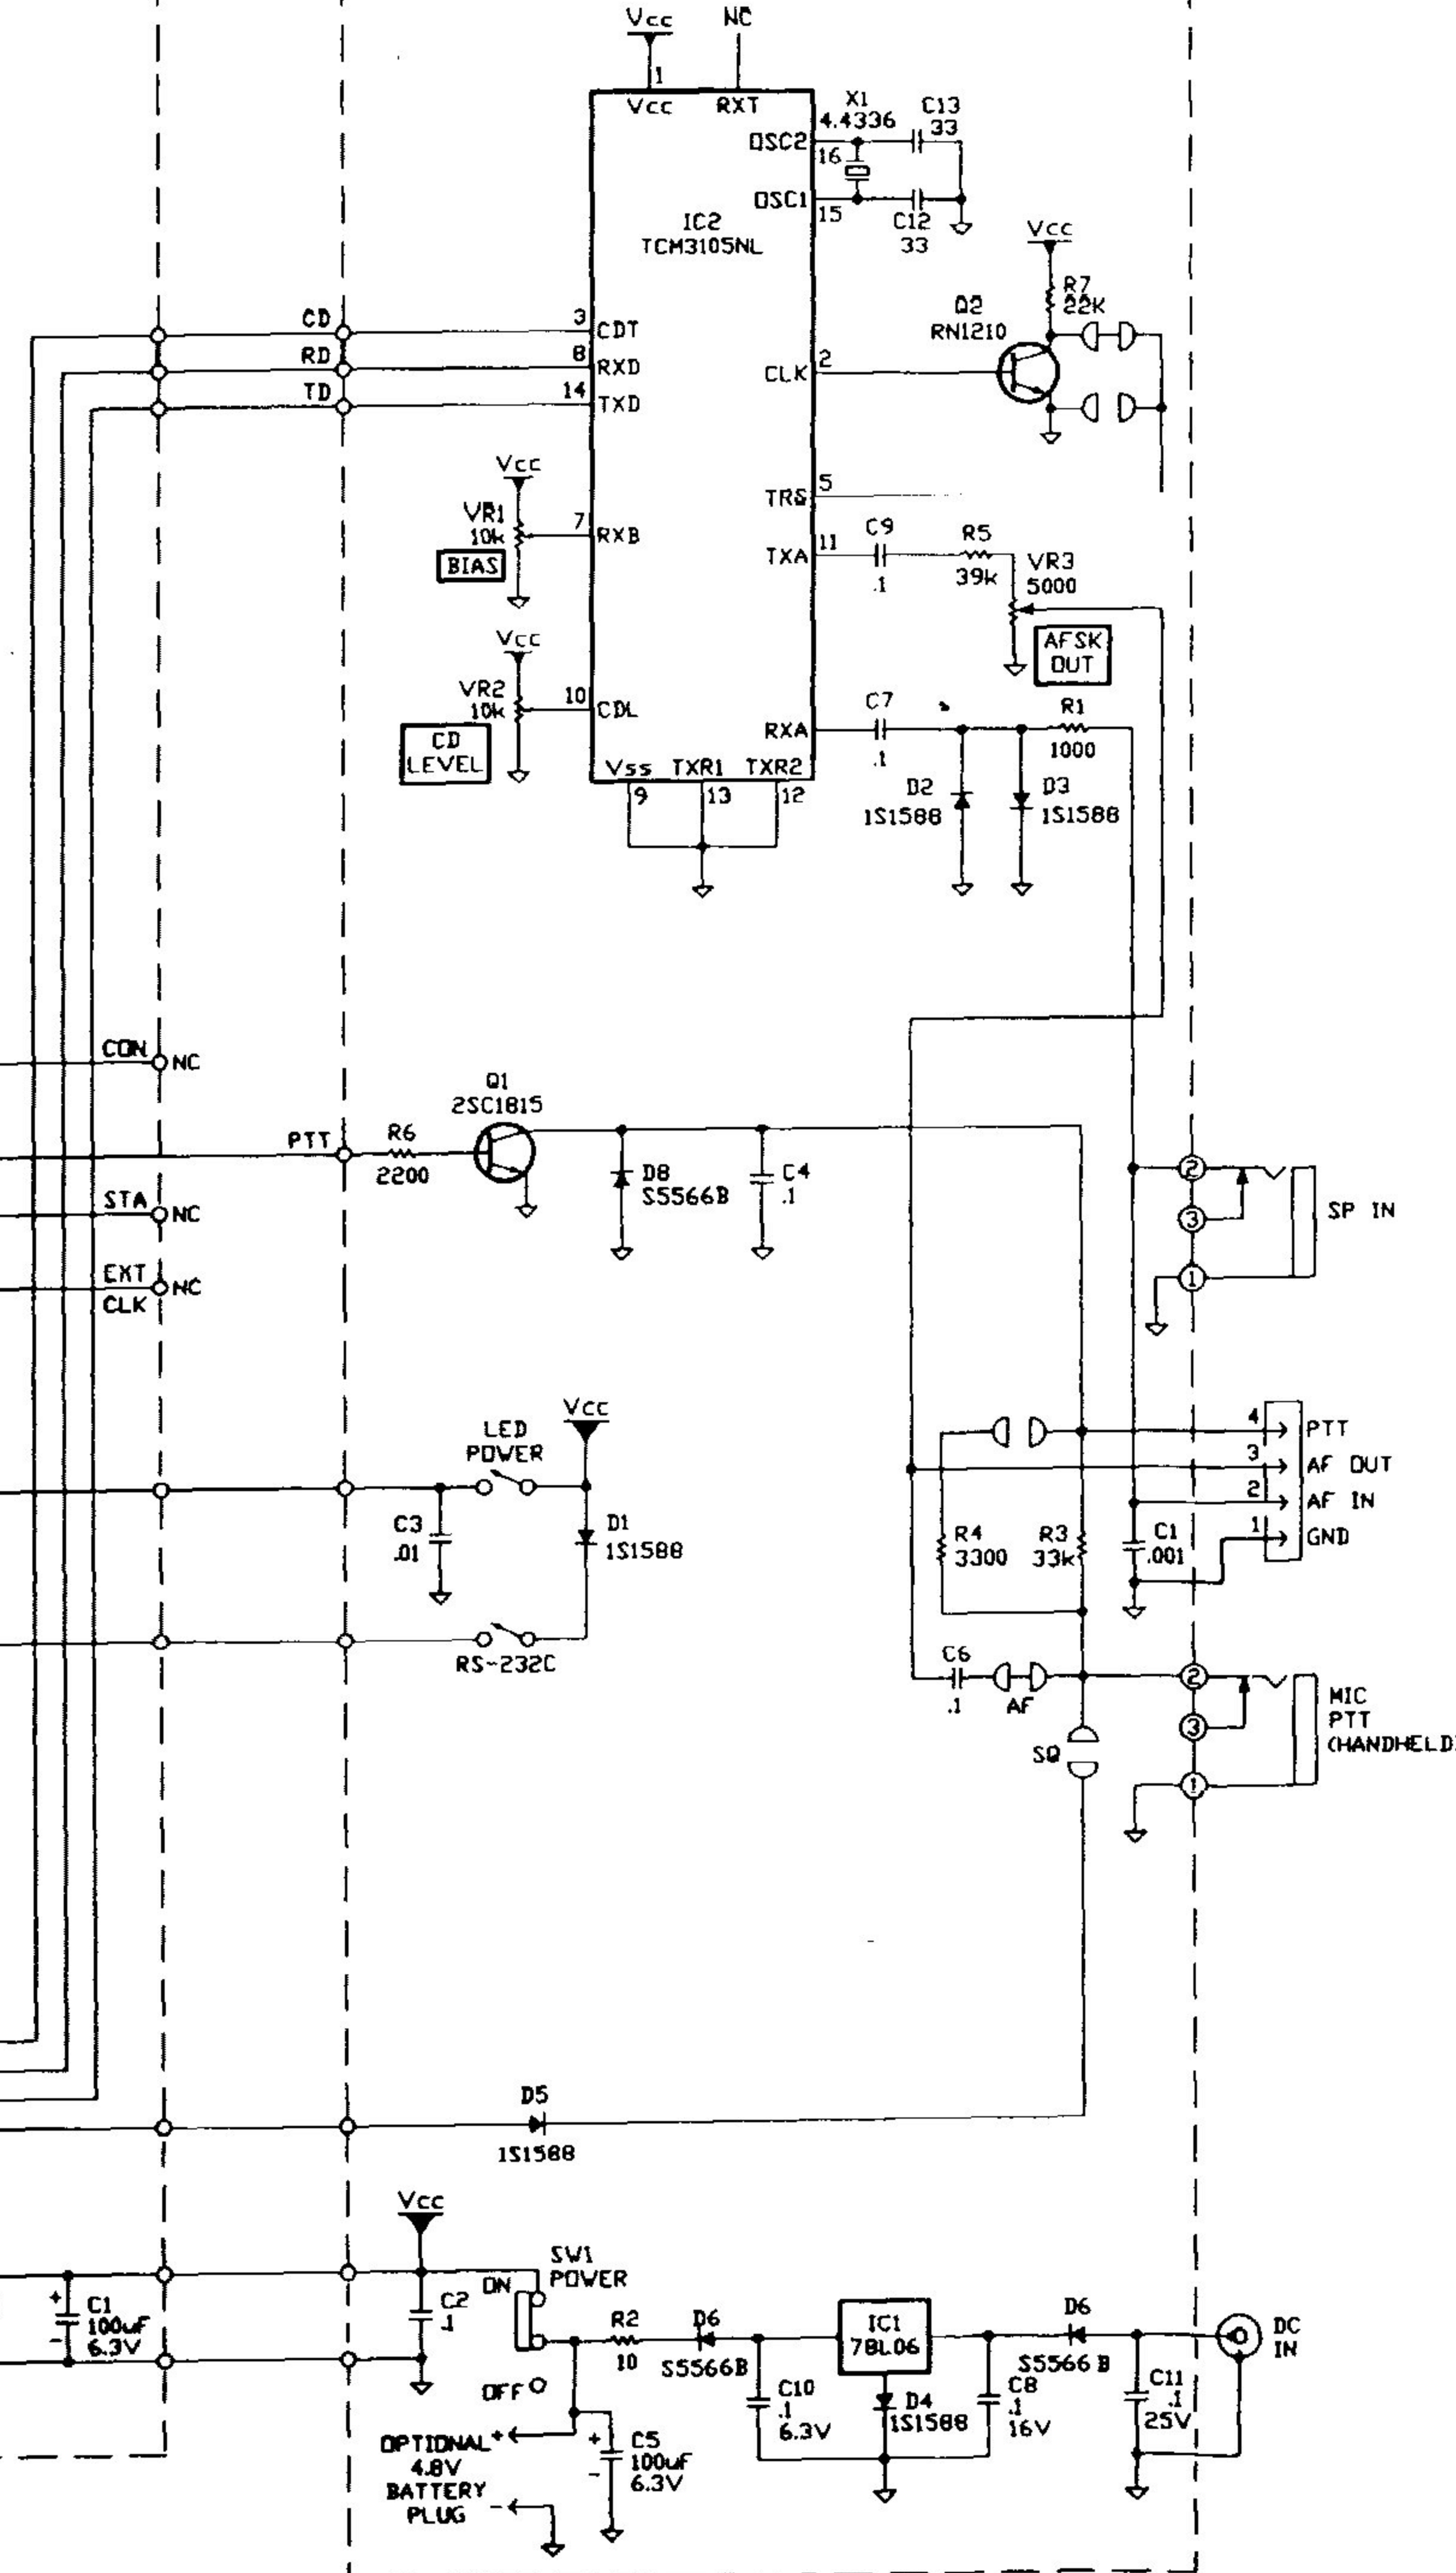 Vcc NC
1
Vcc RXT
X1
4.4336
C13
33
OSC2
16
OSC1
15
C12
33
IC2
TCM3105NL
Vcc
R7
22K
Q2
RN1210
CD
3
CDT
RD
8
RXD
TD
14
TXD
CLK
2
Vcc
VR1
10k
BIAS
7
RXB
TRS
5
TXA
11
C9
.1
R5
39k
VR3
5000
AFSK
OUT
Vcc
VR2
10k
CD
LEVEL
10
CDL
RXA
C7
.1
R1
1000
Vss TXR1 TXR2
9
13
12
D2
1S1588
D3
1S1588
CON
NC
Q1
2SC1815
PTT
R6
2200
D8
S5566B
C4
.1
STA
NC
EXT
CLK
NC
2
3
1
SP IN
Vcc
LED
POWER
C3
.01
D1
1S1588
RS-232C
4
PTT
3
AF OUT
2
AF IN
1
GND
R4
3300
R3
33k
C1
.001
C6
.1
AF
SQ
2
3
1
MIC
PTT
(HANDHELD)
D5
1S1588
Vcc
SW1
POWER
ON
OFF
+
C1
100uF
6.3V
-
C2
.1
R2
10
D6
S5566B
IC1
78L06
D6
S5566B
DC
IN
C10
.1
6.3V
D4
1S1588
C8
.1
16V
C11
.1
25V
OPTIONAL +
4.8V
BATTERY
PLUG
-
+
C5
100uF
6.3V
-